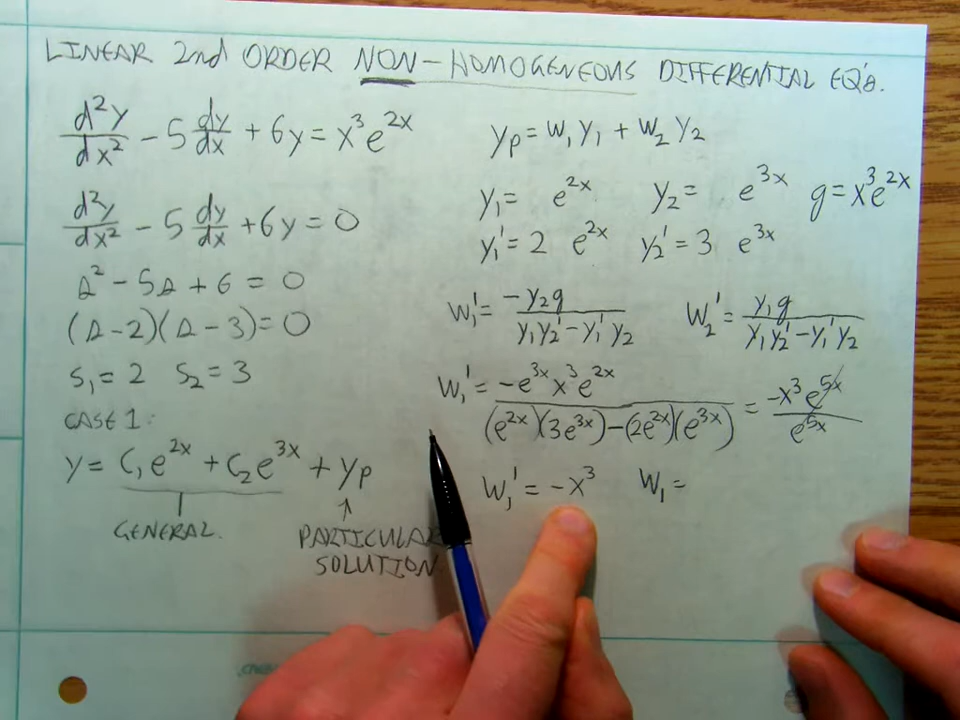 LINEAR 2nd ORDER NON-HOMOGENEOUS DIFFERENTIAL EQ'S.
d²y/dx² - 5 dy/dx + 6y = x³e^2x
d²y/dx² - 5 dy/dx + 6y = 0
s² - 5s + 6 = 0
(s - 2)(s - 3) = 0
s₁ = 2 s₂ = 3
CASE 1:
y = C₁e^2x + C₂e^3x + yp
GENERAL.
PARTICULAR
SOLUTION
yp = w₁y₁ + w₂y₂
y₁ = e^2x y₂ = e^3x g = x³e^2x
y₁' = 2 e^2x y₂' = 3 e^3x
w₁' = -y₂g / y₁y₂' - y₁'y₂ w₂' = y₁g / y₁y₂' - y₁'y₂
w₁' = -e^3x x³e^2x / (e^2x)(3e^3x) - (2e^2x)(e^3x) = -x³e^5x / e^5x
w₁' = -x³ w₁ =